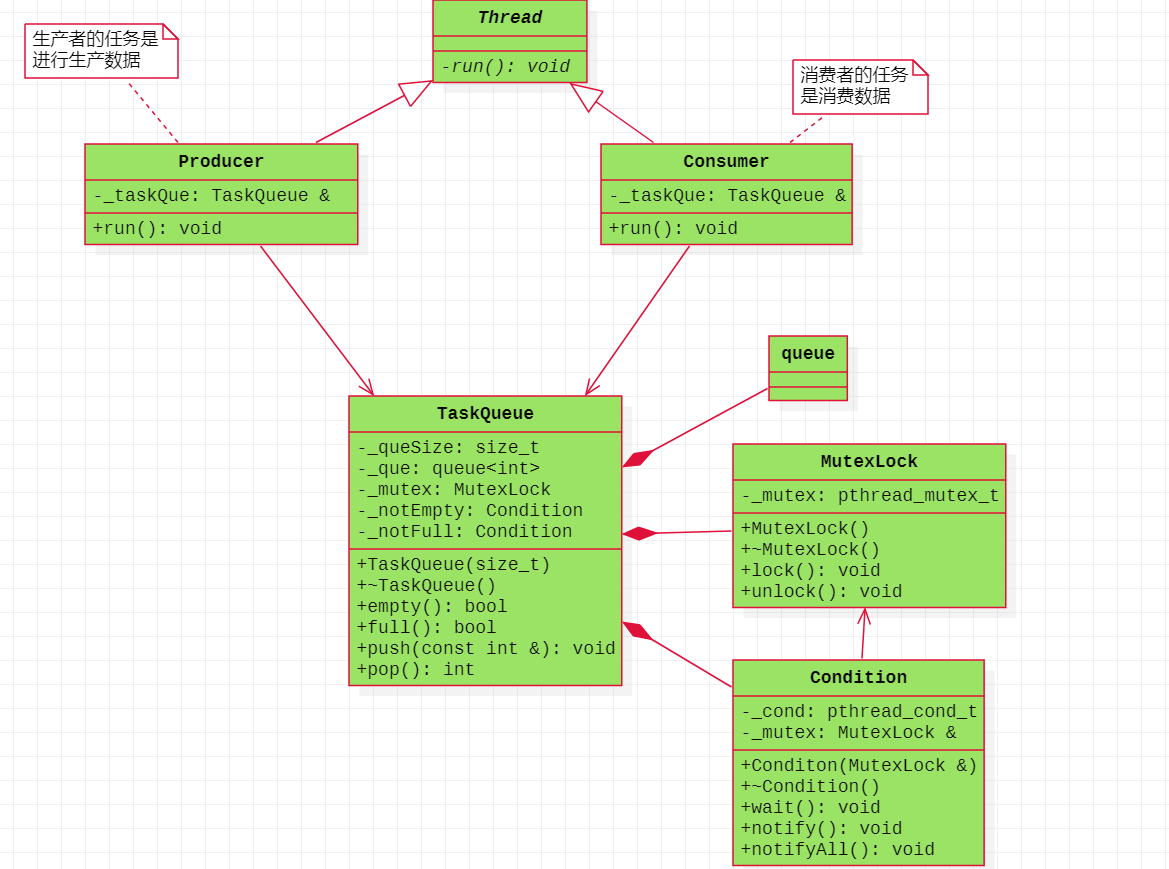 Thread
-run(): void
生产者的任务是
进行生产数据
消费者的任务
是消费数据
Producer
-_taskQue: TaskQueue &
+run(): void
Consumer
-_taskQue: TaskQueue &
+run(): void
queue
TaskQueue
-_queSize: size_t
-_que: queue<int>
-_mutex: MutexLock
-_notEmpty: Condition
-_notFull: Condition
+TaskQueue(size_t)
+~TaskQueue()
+empty(): bool
+full(): bool
+push(const int &): void
+pop(): int
MutexLock
-_mutex: pthread_mutex_t
+MutexLock()
+~MutexLock()
+lock(): void
+unlock(): void
Condition
-_cond: pthread_cond_t
-_mutex: MutexLock &
+Conditon(MutexLock &)
+~Condition()
+wait(): void
+notify(): void
+notifyAll(): void